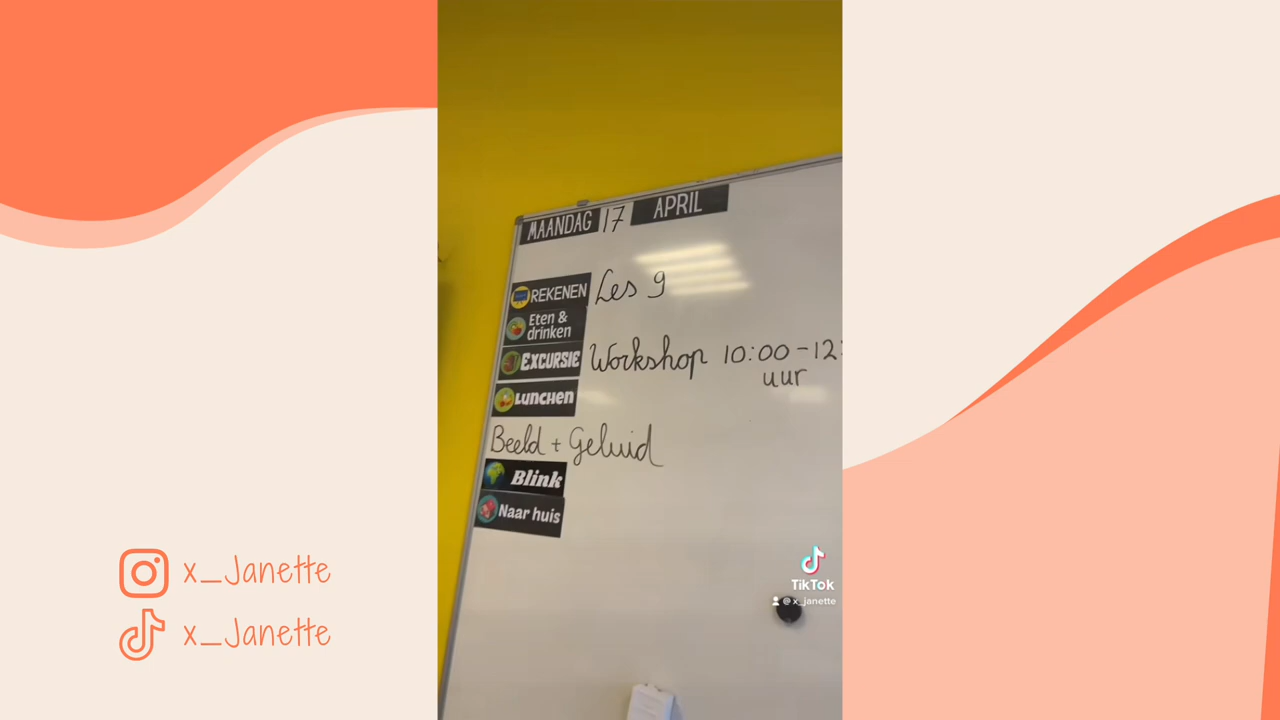 MAANDAG 17 APRIL
REKENEN Les 9
Eten &
drinken
EXCURSIE Workshop 10:00-12:
uur
LUNCHEN
Beeld + Geluid
Blink
Naar huis
TikTok
@x_janette
x_Janette
x_Janette